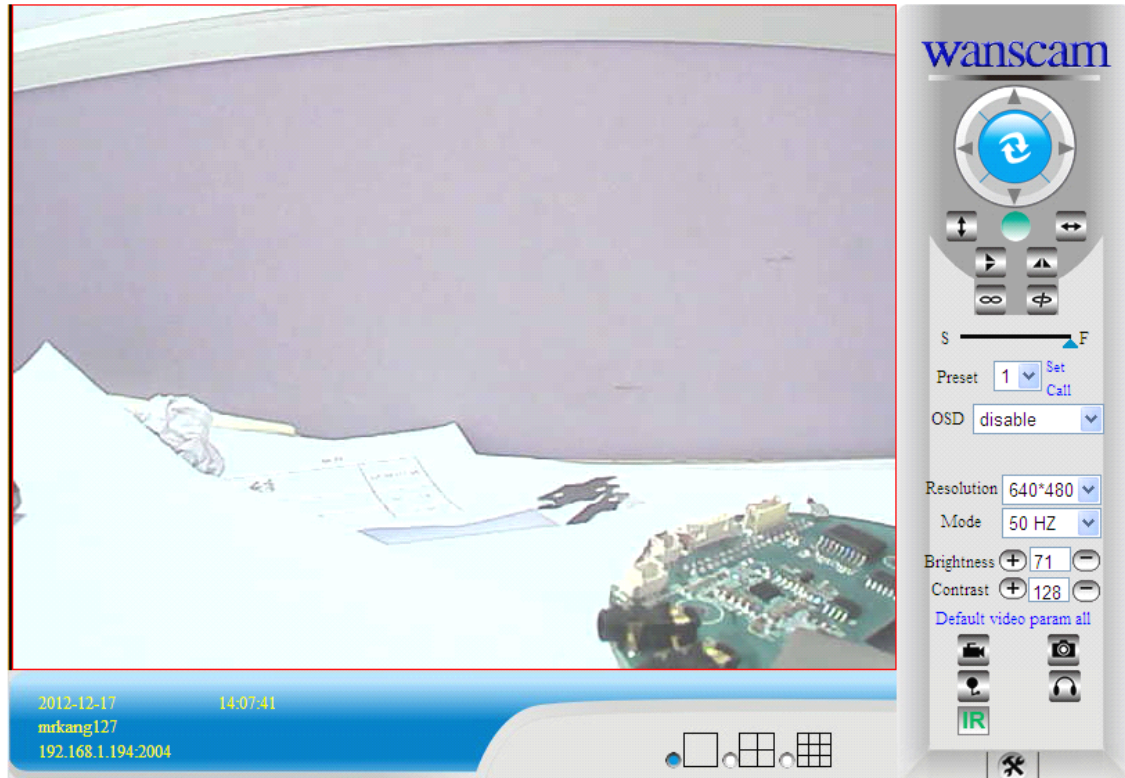 wanscam
S F
Preset 1 Set
Call
OSD disable
Resolution 640*480
Mode 50 HZ
Brightness + 71 −
Contrast + 128 −
Default video param all
IR
2012-12-17 14:07:41
mrkang127
192.168.1.194:2004